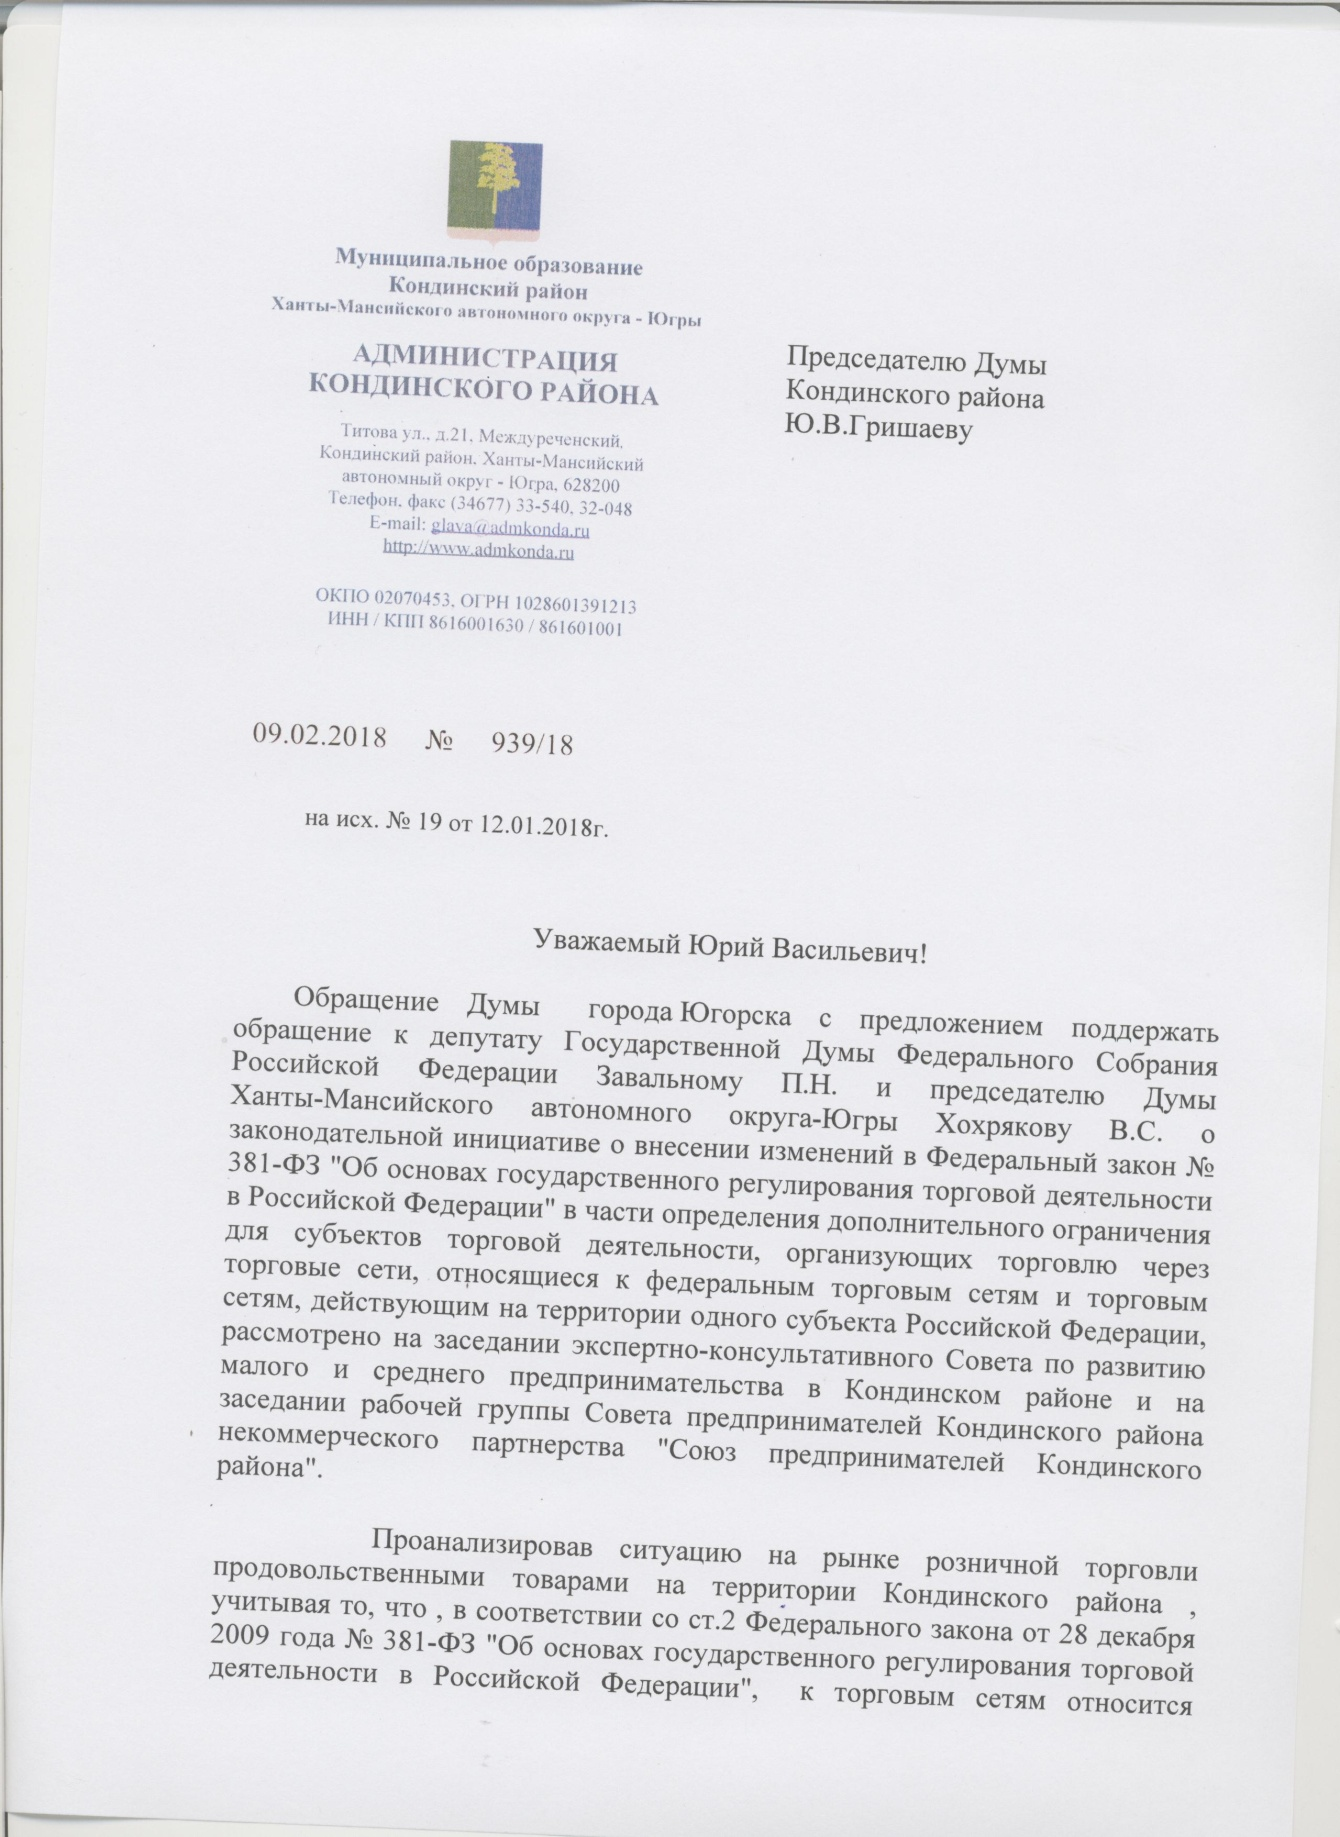 Муниципальное образование
Кондинский район
Ханты-Мансийского автономного округа - Югры
АДМИНИСТРАЦИЯ
КОНДИНСКОГО РАЙОНА
Титова ул., д.21, Междуреченский,
Кондинский район, Ханты-Мансийский
автономный округ - Югра, 628200
Телефон, факс (34677) 33-540, 32-048
E-mail: glava@admkonda.ru
http://www.admkonda.ru
ОКПО 02070453, ОГРН 1028601391213
ИНН / КПП 8616001630 / 861601001
Председателю Думы
Кондинского района
Ю.В.Гришаеву
09.02.2018 № 939/18
на исх. № 19 от 12.01.2018г.
Уважаемый Юрий Васильевич!
Обращение Думы города Югорска с предложением поддержать
обращение к депутату Государственной Думы Федерального Собрания
Российской Федерации Завальному П.Н. и председателю Думы
Ханты-Мансийского автономного округа-Югры Хохрякову В.С. о
законодательной инициативе о внесении изменений в Федеральный закон №
381-ФЗ "Об основах государственного регулирования торговой деятельности
в Российской Федерации" в части определения дополнительного ограничения
для субъектов торговой деятельности, организующих торговлю через
торговые сети, относящиеся к федеральным торговым сетям и торговым
сетям, действующим на территории одного субъекта Российской Федерации,
рассмотрено на заседании экспертно-консультативного Совета по развитию
малого и среднего предпринимательства в Кондинском районе и на
заседании рабочей группы Совета предпринимателей Кондинского района
некоммерческого партнерства "Союз предпринимателей Кондинского
района".
Проанализировав ситуацию на рынке розничной торговли
продовольственными товарами на территории Кондинского района ,
учитывая то, что , в соответствии со ст.2 Федерального закона от 28 декабря
2009 года № 381-ФЗ "Об основах государственного регулирования торговой
деятельности в Российской Федерации", к торговым сетям относится